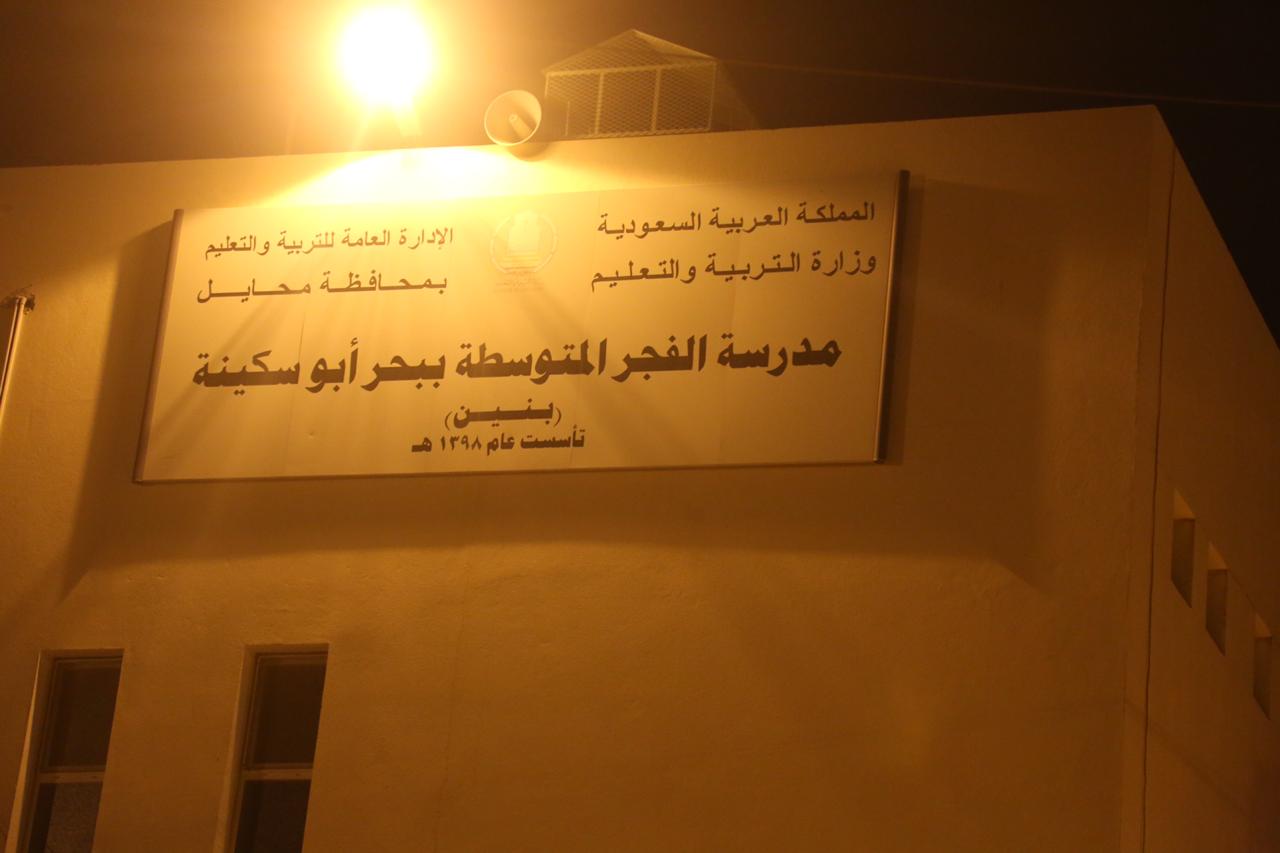 المملكة العربية السعودية
وزارة التربية والتعليم
الإدارة العامة للتربية والتعليم
بمحافظة محايل
مدرسة الفجر المتوسطة ببحر أبو سكينة
(بنين)
تأسست عام ١٣٩٨ هـ